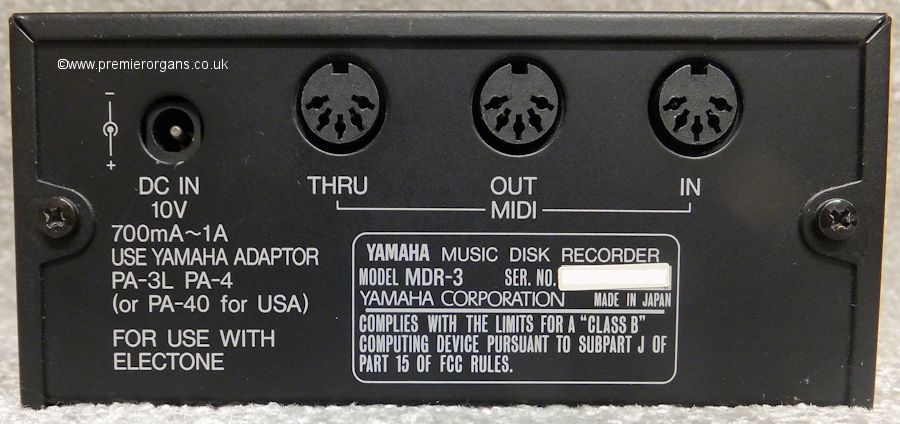 ©www.premierorgans.co.uk
−
+
DC IN
10V
700mA~1A
USE YAMAHA ADAPTOR
PA-3L PA-4
(or PA-40 for USA)
FOR USE WITH
ELECTONE
THRU OUT IN
MIDI
YAMAHA MUSIC DISK RECORDER
MODEL MDR-3 SER. NO.
YAMAHA CORPORATION MADE IN JAPAN
COMPLIES WITH THE LIMITS FOR A "CLASS B"
COMPUTING DEVICE PURSUANT TO SUBPART J OF
PART 15 OF FCC RULES.